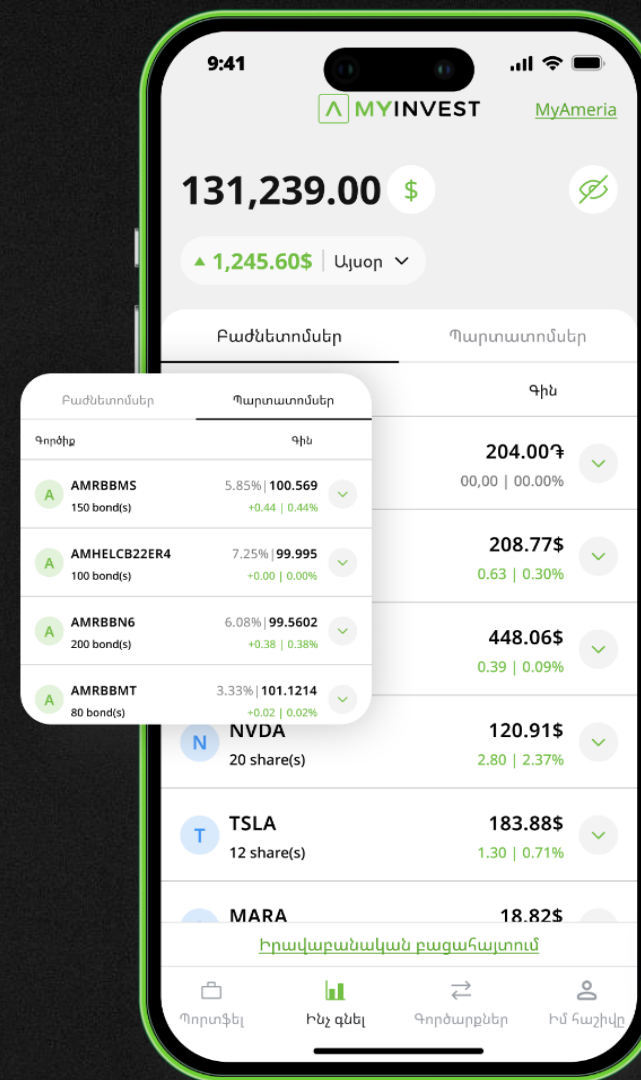 9:41
MYINVEST
MyAmeria
131,239.00 $
1,245.60$ | Այսօր
Բաժնետոմսեր Պարտատոմսեր
Գին
204.00֏
00,00 | 00.00%
208.77$
0.63 | 0.30%
448.06$
0.39 | 0.09%
N NVDA 120.91$
20 share(s) 2.80 | 2.37%
T TSLA 183.88$
12 share(s) 1.30 | 0.71%
MARA 18.82$
Իրավաբանական բացահայտում
Պորտֆել Ինչ գնել Գործարքներ Իմ հաշիվը
Բաժնետոմսեր Պարտատոմսեր
Գործիք Գին
A AMRBBMS 5.85%|100.569
150 bond(s) +0.44 | 0.44%
A AMHELCB22ER4 7.25%|99.995
100 bond(s) +0.00 | 0.00%
A AMRBBN6 6.08%|99.5602
200 bond(s) +0.38 | 0.38%
A AMRBBMT 3.33%|101.1214
80 bond(s) +0.02 | 0.02%